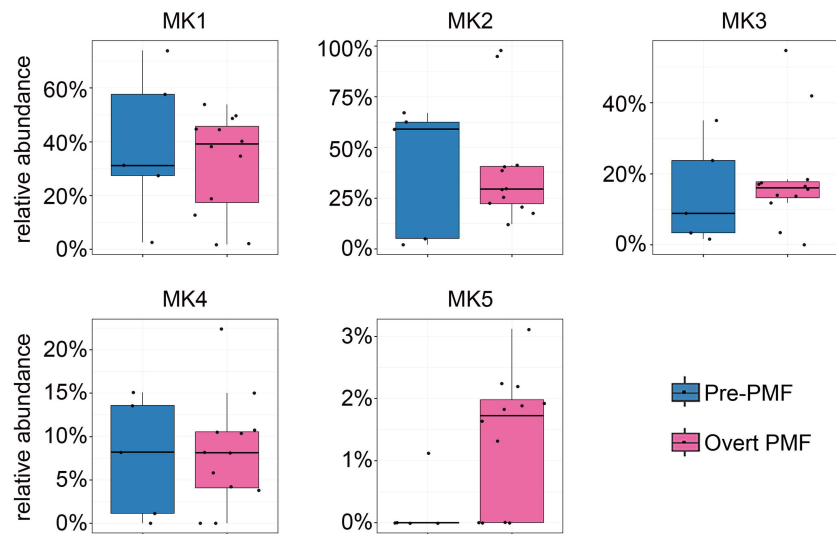 MK1
MK2
MK3
relative abundance
60%
40%
20%
0%
100%
75%
50%
25%
0%
40%
20%
0%
MK4
MK5
relative abundance
20%
15%
10%
5%
0%
3%
2%
1%
0%
Pre-PMF
Overt PMF